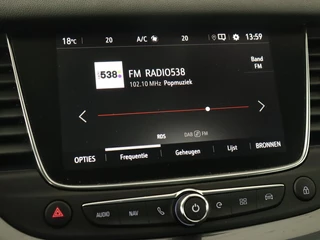 18°C 20 A/C 20 13:59
538
FM RADIO538
Band
FM
102.10 MHz Popmuziek
RDS DAB FM
OPTIES Frequentie Geheugen Lijst BRONNEN
AUDIO NAV